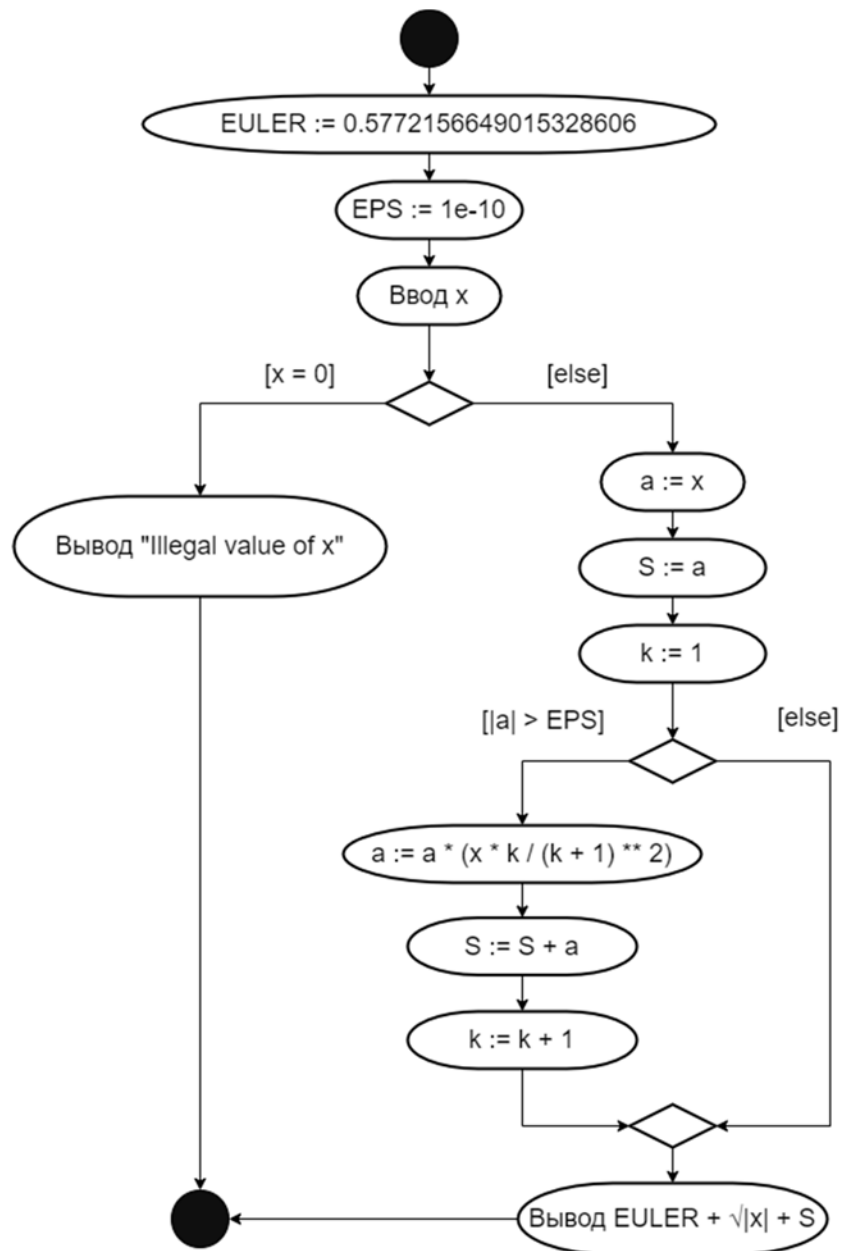 EULER := 0.5772156649015328606
EPS := 1e-10
Ввод x
[x = 0]
[else]
a := x
Вывод "Illegal value of x"
S := a
k := 1
[|a| > EPS]
[else]
a := a * (x * k / (k + 1) ** 2)
S := S + a
k := k + 1
Вывод EULER + √|x| + S